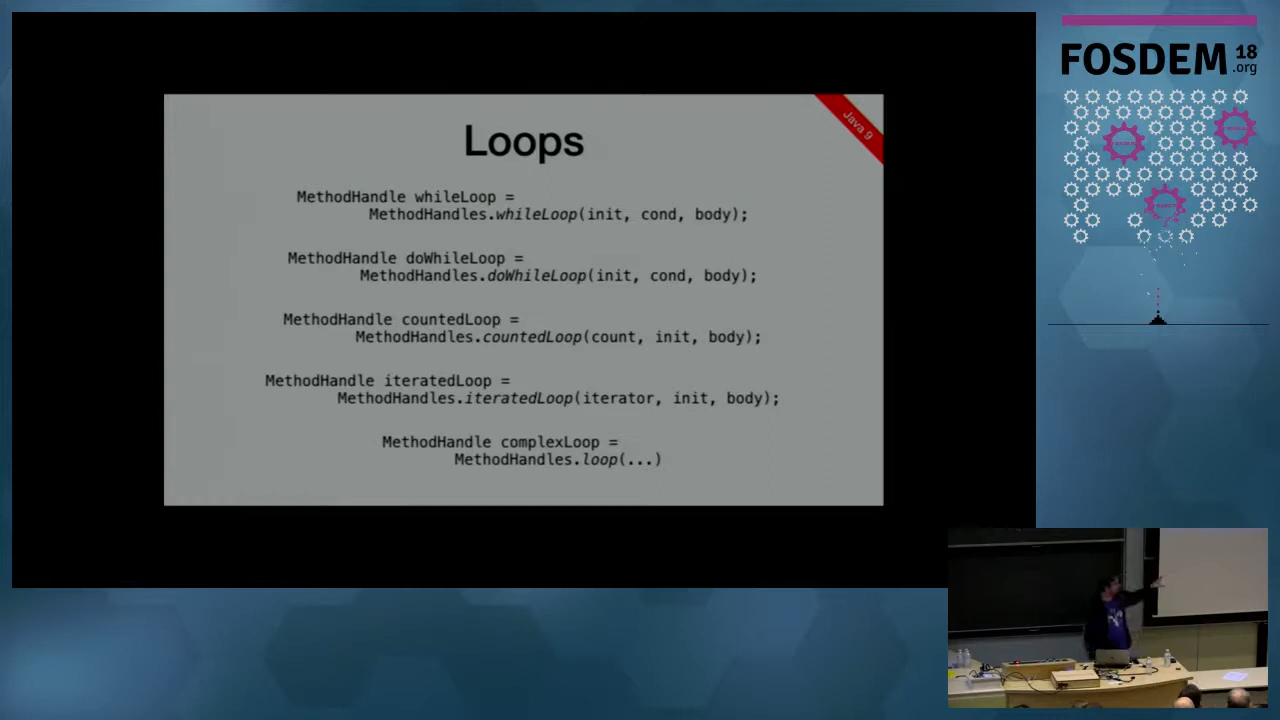 FOSDEM 18
.org
Java 9
Loops
MethodHandle whileLoop =
MethodHandles.whileLoop(init, cond, body);
MethodHandle doWhileLoop =
MethodHandles.doWhileLoop(init, cond, body);
MethodHandle countedLoop =
MethodHandles.countedLoop(count, init, body);
MethodHandle iteratedLoop =
MethodHandles.iteratedLoop(iterator, init, body);
MethodHandle complexLoop =
MethodHandles.loop(...)